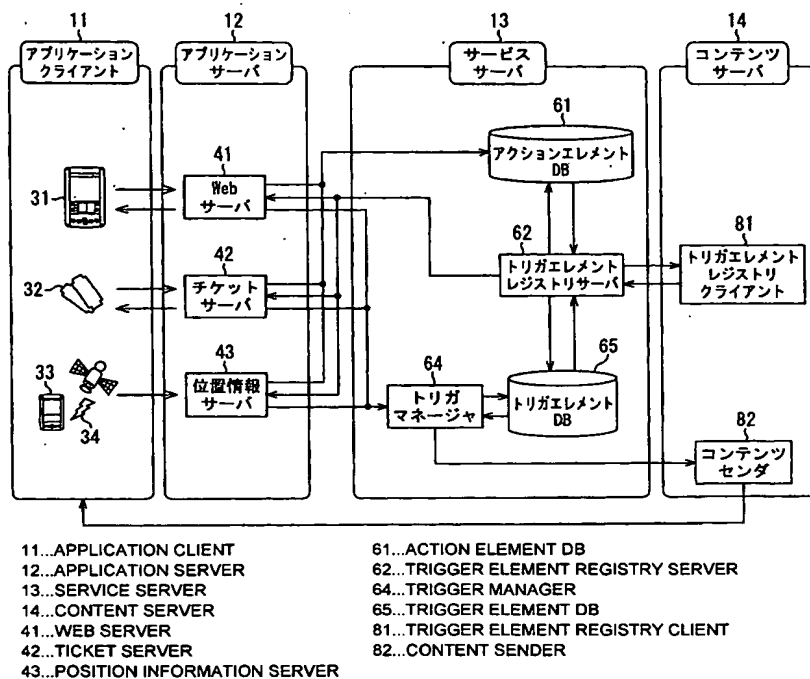 11
12
13
14
アプリケーション
クライアント
アプリケーション
サーバ
サービス
サーバ
コンテンツ
サーバ
61
アクションエレメント
DB
41
Web
サーバ
31
62
トリガエレメント
レジストリサーバ
81
トリガエレメント
レジストリ
クライアント
42
チケット
サーバ
32
43
位置情報
サーバ
33
34
64
トリガ
マネージャ
65
トリガエレメント
DB
82
コンテンツ
センダ
11...APPLICATION CLIENT
12...APPLICATION SERVER
13...SERVICE SERVER
14...CONTENT SERVER
41...WEB SERVER
42...TICKET SERVER
43...POSITION INFORMATION SERVER
61...ACTION ELEMENT DB
62...TRIGGER ELEMENT REGISTRY SERVER
64...TRIGGER MANAGER
65...TRIGGER ELEMENT DB
81...TRIGGER ELEMENT REGISTRY CLIENT
82...CONTENT SENDER